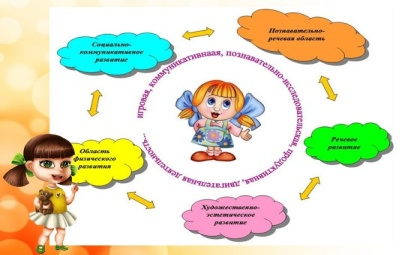 Социально-
коммуникативное
развитие
Познавательно-
речевая область
игровая, коммуникативнаая, познавательно-исследовательская, продуктивная, двигательная деятельность...
Речевое
развитие
Область
физического
развития
Художественно-
эстетическое
развитие